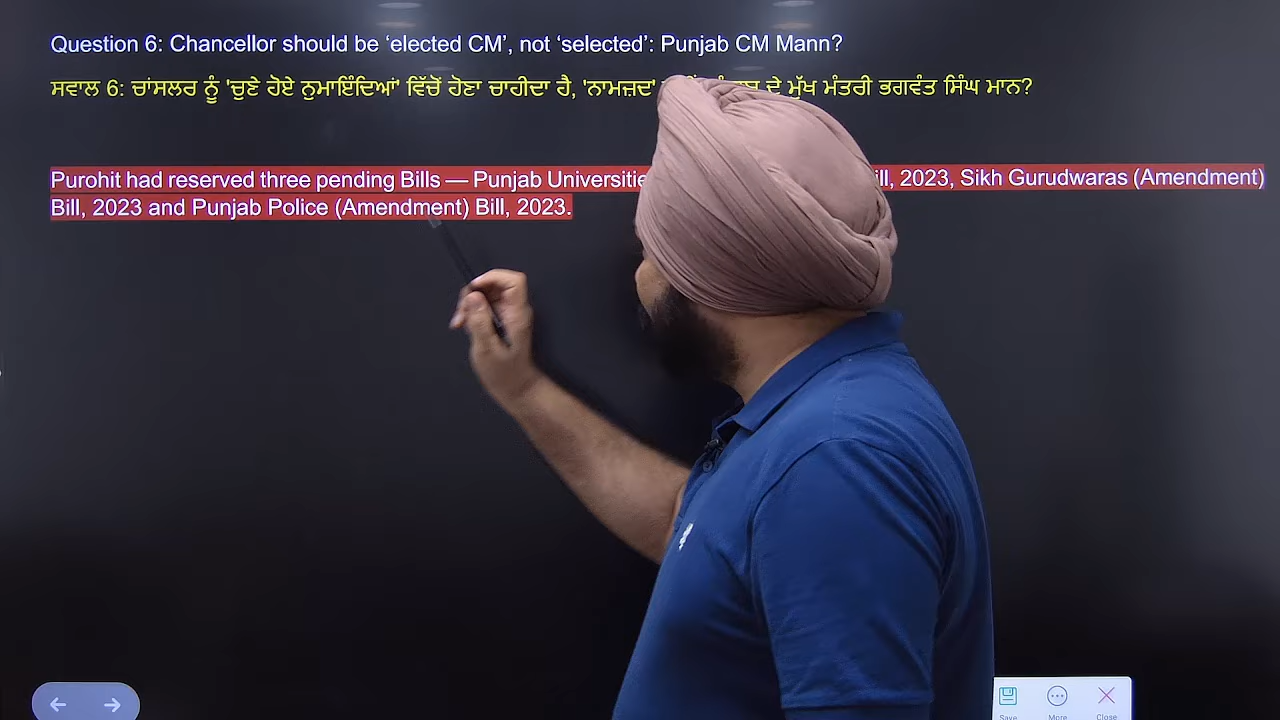 Question 6: Chancellor should be ‘elected CM’, not ‘selected’: Punjab CM Mann?
ਸਵਾਲ 6: ਚਾਂਸਲਰ ਨੂੰ 'ਚੁਣੇ ਹੋਏ ਨੁਮਾਇੰਦਿਆਂ' ਵਿੱਚੋਂ ਹੋਣਾ ਚਾਹੀਦਾ ਹੈ, 'ਨਾਮਜ਼ਦ' ਦੇ ਮੁੱਖ ਮੰਤਰੀ ਭਗਵੰਤ ਸਿੰਘ ਮਾਨ?
Purohit had reserved three pending Bills — Punjab 2023, Sikh Gurudwaras (Amendment)
Bill, 2023 and Punjab Police (Amendment) Bill, 2023.
Save More Close